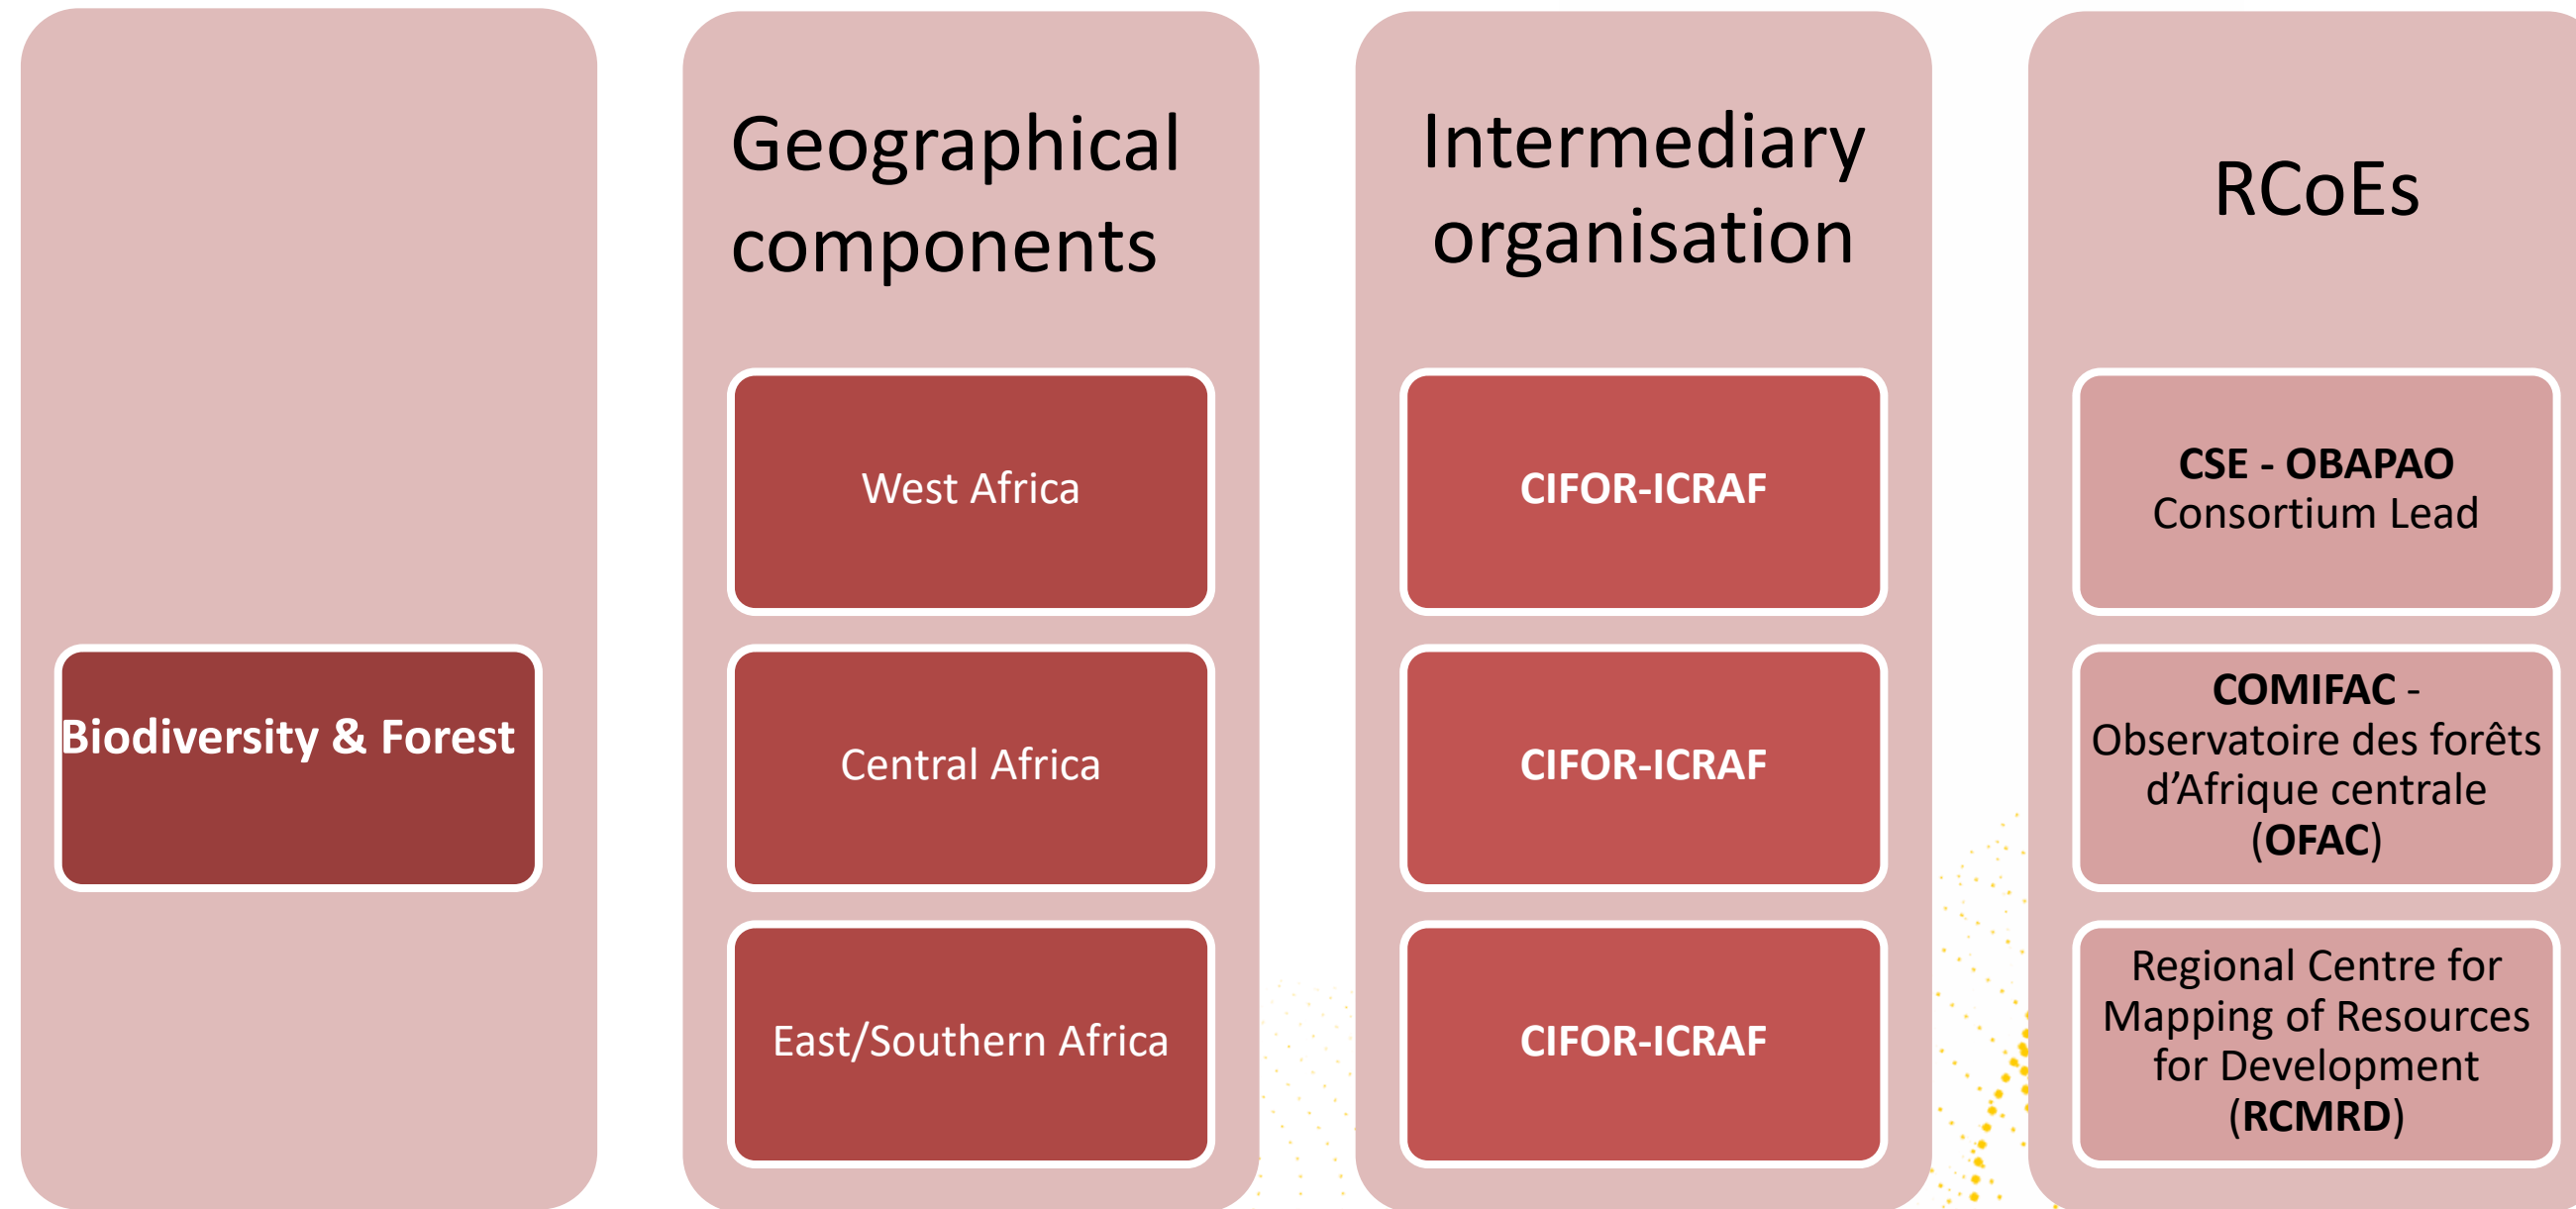 Biodiversity & Forest
Geographical
components
West Africa
Central Africa
East/Southern Africa
Intermediary
organisation
CIFOR-ICRAF
CIFOR-ICRAF
CIFOR-ICRAF
RCoEs
CSE - OBAPAO
Consortium Lead
COMIFAC -
Observatoire des forêts
d’Afrique centrale
(OFAC)
Regional Centre for
Mapping of Resources
for Development
(RCMRD)